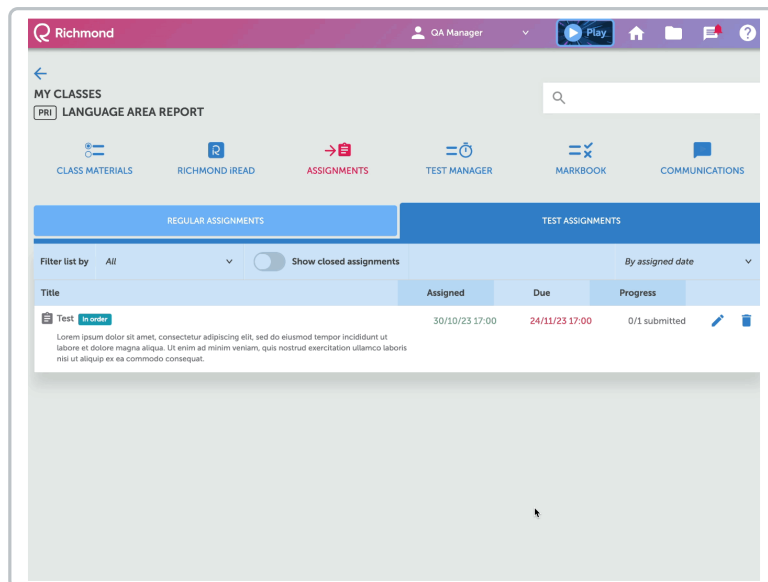 Richmond
QA Manager
Play
MY CLASSES
PRI LANGUAGE AREA REPORT
CLASS MATERIALS
RICHMOND iREAD
ASSIGNMENTS
TEST MANAGER
MARKBOOK
COMMUNICATIONS
REGULAR ASSIGNMENTS
TEST ASSIGNMENTS
Filter list by All Show closed assignments By assigned date
Title Assigned Due Progress
Test In order 30/10/23 17:00 24/11/23 17:00 0/1 submitted
Lorem ipsum dolor sit amet, consectetur adipiscing elit, sed do eiusmod tempor incididunt ut
labore et dolore magna aliqua. Ut enim ad minim veniam, quis nostrud exercitation ullamco laboris
nisi ut aliquip ex ea commodo consequat.